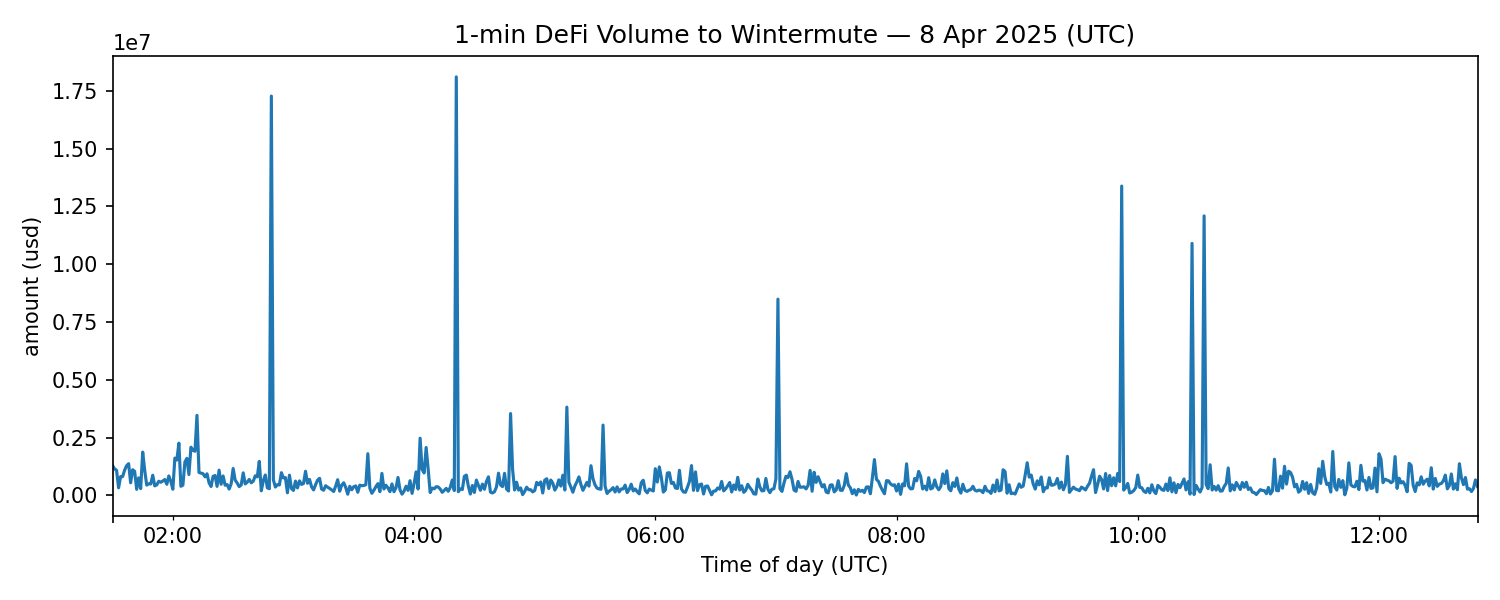 1-min DeFi Volume to Wintermute — 8 Apr 2025 (UTC)
1e7
1.75
1.50
1.25
1.00
0.75
0.50
0.25
0.00
amount (usd)
02:00 04:00 06:00 08:00 10:00 12:00
Time of day (UTC)